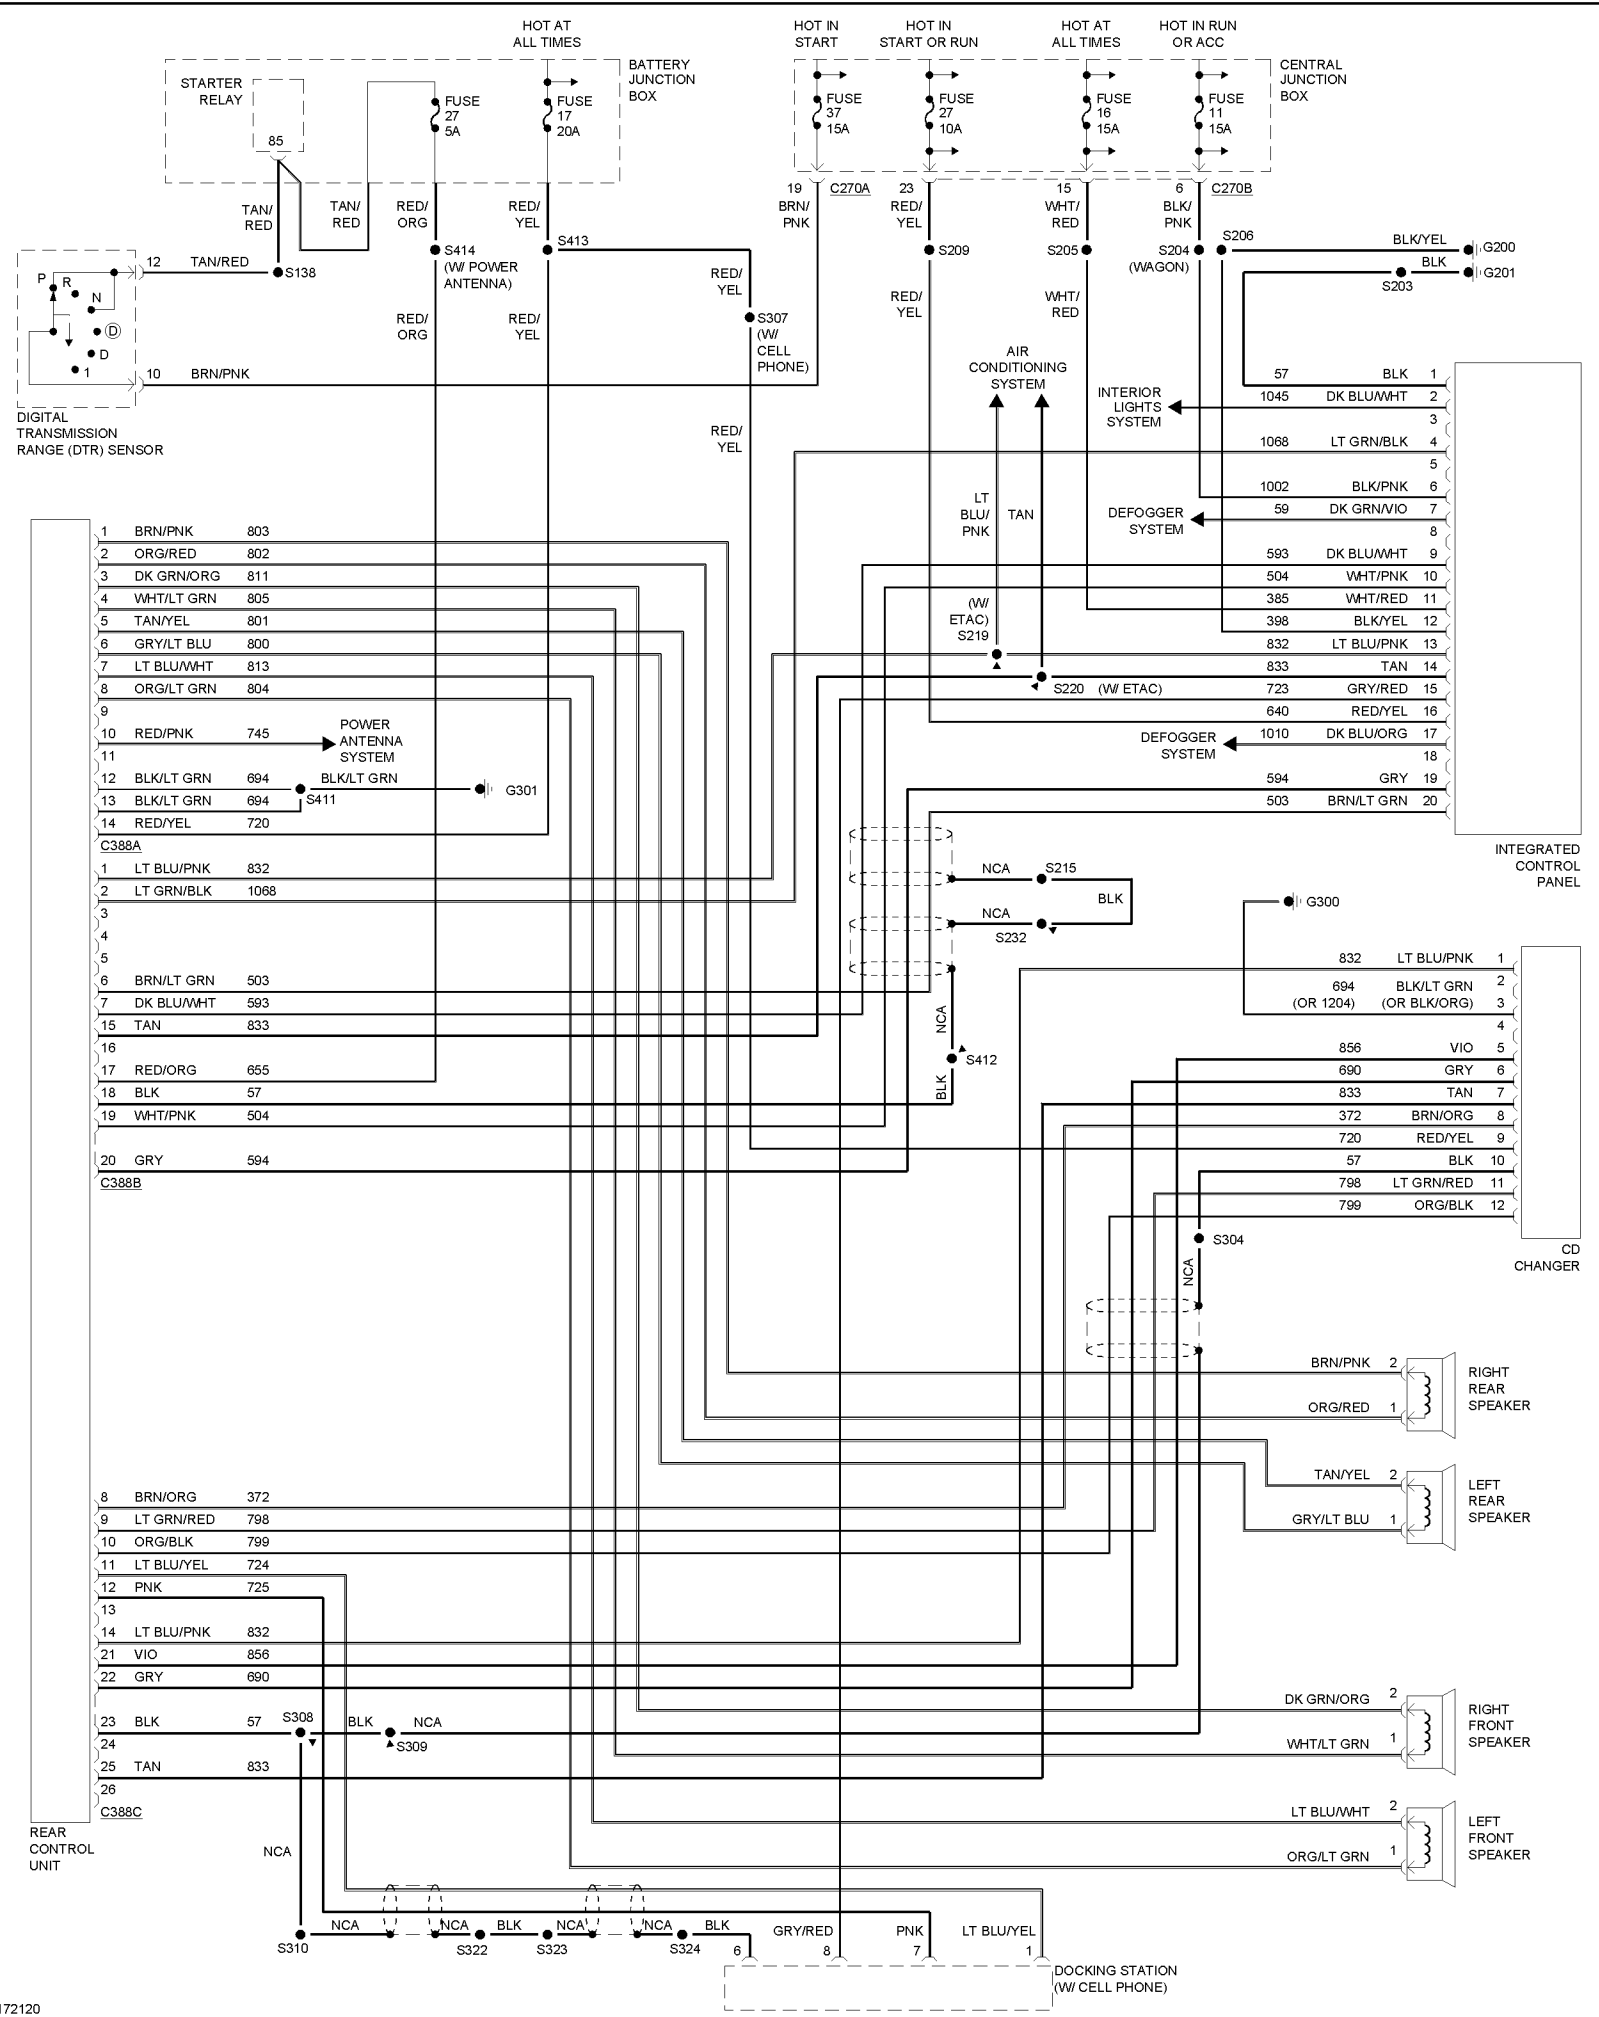 HOT AT
ALL TIMES
HOT IN
START
HOT IN
START OR RUN
HOT AT
ALL TIMES
HOT IN RUN
OR ACC
STARTER
RELAY
85
FUSE
27
5A
FUSE
17
20A
BATTERY
JUNCTION
BOX
FUSE
37
15A
FUSE
27
10A
FUSE
16
15A
FUSE
11
15A
CENTRAL
JUNCTION
BOX
19
C270A
23
15
6
C270B
TAN/
RED
TAN/
RED
RED/
ORG
RED/
YEL
BRN/
PNK
RED/
YEL
WHT/
RED
BLK/
PNK
S414
(W/ POWER
ANTENNA)
S413
S209
S205
S204
(WAGON)
S206
BLK/YEL
G200
BLK
G201
S203
12
TAN/RED
S138
P
R
N
D
D
1
RED/
YEL
RED/
ORG
RED/
YEL
S307
(W/
CELL
PHONE)
RED/
YEL
WHT/
RED
10
BRN/PNK
DIGITAL
TRANSMISSION
RANGE (DTR) SENSOR
RED/
YEL
AIR
CONDITIONING
SYSTEM
INTERIOR
LIGHTS
SYSTEM
LT
BLU/
PNK
TAN
DEFOGGER
SYSTEM
(W/
ETAC)
S219
S220 (W/ ETAC)
DEFOGGER
SYSTEM
57 BLK 1
1045 DK BLU/WHT 2
3
1068 LT GRN/BLK 4
5
1002 BLK/PNK 6
59 DK GRN/VIO 7
8
593 DK BLU/WHT 9
504 WHT/PNK 10
385 WHT/RED 11
398 BLK/YEL 12
832 LT BLU/PNK 13
833 TAN 14
723 GRY/RED 15
640 RED/YEL 16
1010 DK BLU/ORG 17
18
594 GRY 19
503 BRN/LT GRN 20
INTEGRATED
CONTROL
PANEL
1 BRN/PNK 803
2 ORG/RED 802
3 DK GRN/ORG 811
4 WHT/LT GRN 805
5 TAN/YEL 801
6 GRY/LT BLU 800
7 LT BLU/WHT 813
8 ORG/LT GRN 804
9
10 RED/PNK 745
POWER
ANTENNA
SYSTEM
11
12 BLK/LT GRN 694
BLK/LT GRN
S411
G301
13 BLK/LT GRN 694
14 RED/YEL 720
C388A
1 LT BLU/PNK 832
2 LT GRN/BLK 1068
3
4
5
6 BRN/LT GRN 503
7 DK BLU/WHT 593
15 TAN 833
16
17 RED/ORG 655
18 BLK 57
19 WHT/PNK 504
20 GRY 594
C388B
NCA
S215
BLK
NCA
S232
NCA
S412
BLK
G300
832 LT BLU/PNK 1
694 BLK/LT GRN 2
(OR 1204) (OR BLK/ORG) 3
4
856 VIO 5
690 GRY 6
833 TAN 7
372 BRN/ORG 8
720 RED/YEL 9
57 BLK 10
798 LT GRN/RED 11
799 ORG/BLK 12
CD
CHANGER
S304
NCA
BRN/PNK 2
ORG/RED 1
RIGHT
REAR
SPEAKER
TAN/YEL 2
GRY/LT BLU 1
LEFT
REAR
SPEAKER
8 BRN/ORG 372
9 LT GRN/RED 798
10 ORG/BLK 799
11 LT BLU/YEL 724
12 PNK 725
13
14 LT BLU/PNK 832
21 VIO 856
22 GRY 690
23 BLK 57
S308
BLK
NCA
S309
24
25 TAN 833
26
C388C
REAR
CONTROL
UNIT
DK GRN/ORG 2
WHT/LT GRN 1
RIGHT
FRONT
SPEAKER
LT BLU/WHT 2
ORG/LT GRN 1
LEFT
FRONT
SPEAKER
NCA
S310
NCA
NCA
S322
BLK
S323
NCA
NCA
S324
BLK
6
GRY/RED
8
PNK
7
LT BLU/YEL
1
DOCKING STATION
(W/ CELL PHONE)
172120